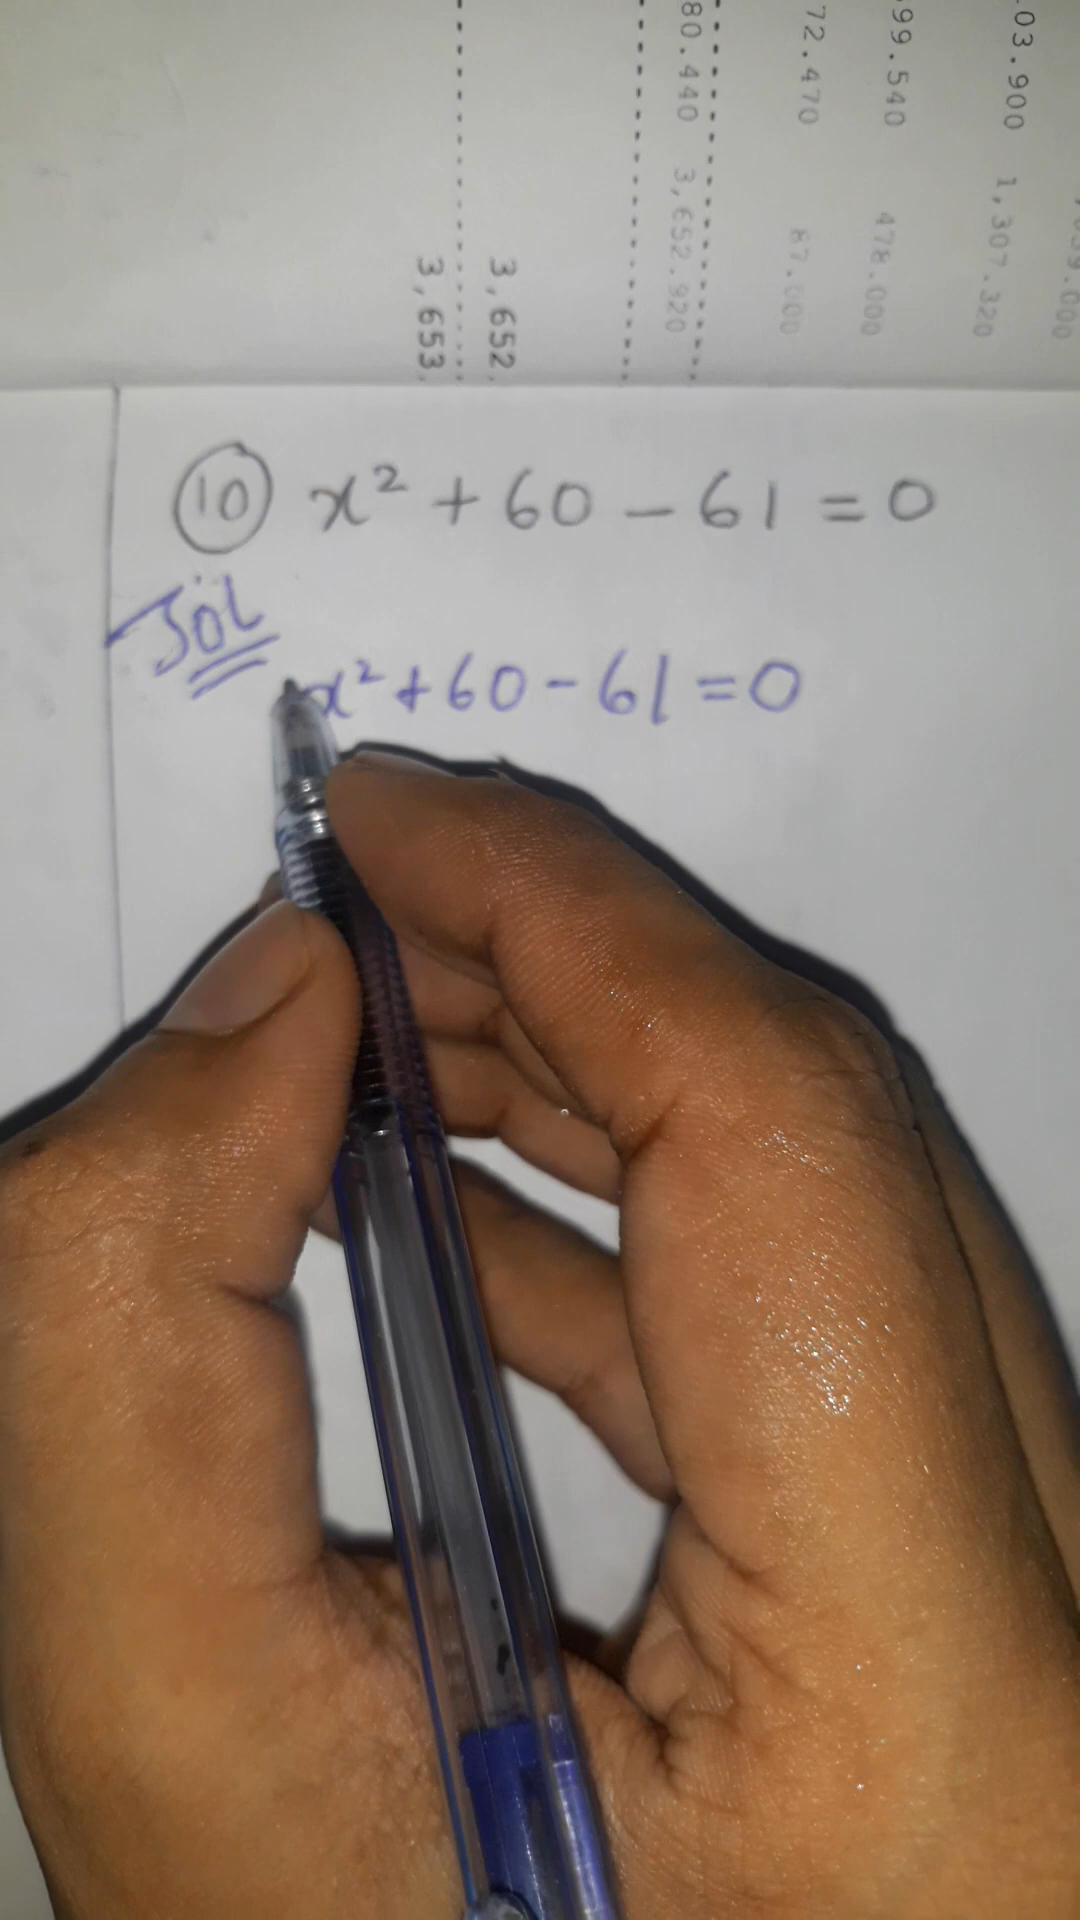 03.900 1,307.320
99.540 478.000
72.470 87.000
80.440 3,652.920
3,652.
3,653.
10 x² + 60 - 61 = 0
Sol
x² + 60 - 61 = 0